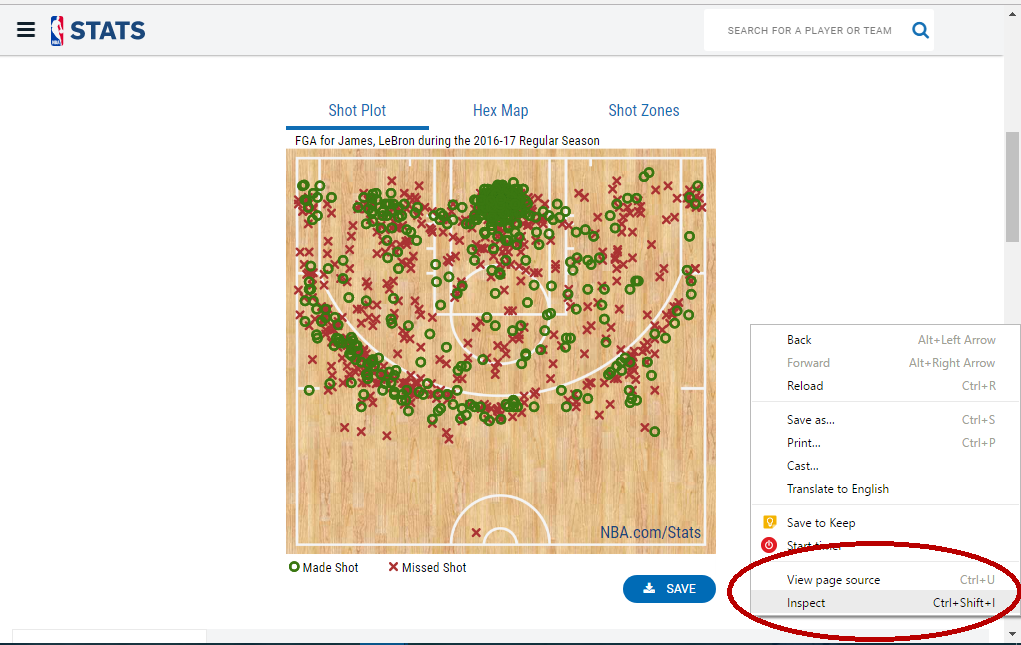 STATS
SEARCH FOR A PLAYER OR TEAM
Shot Plot Hex Map Shot Zones
FGA for James, LeBron during the 2016-17 Regular Season
NBA.com/Stats
Made Shot Missed Shot
SAVE
Back Alt+Left Arrow
Forward Alt+Right Arrow
Reload Ctrl+R
Save as... Ctrl+S
Print... Ctrl+P
Cast...
Translate to English
Save to Keep
Start timer
View page source Ctrl+U
Inspect Ctrl+Shift+I